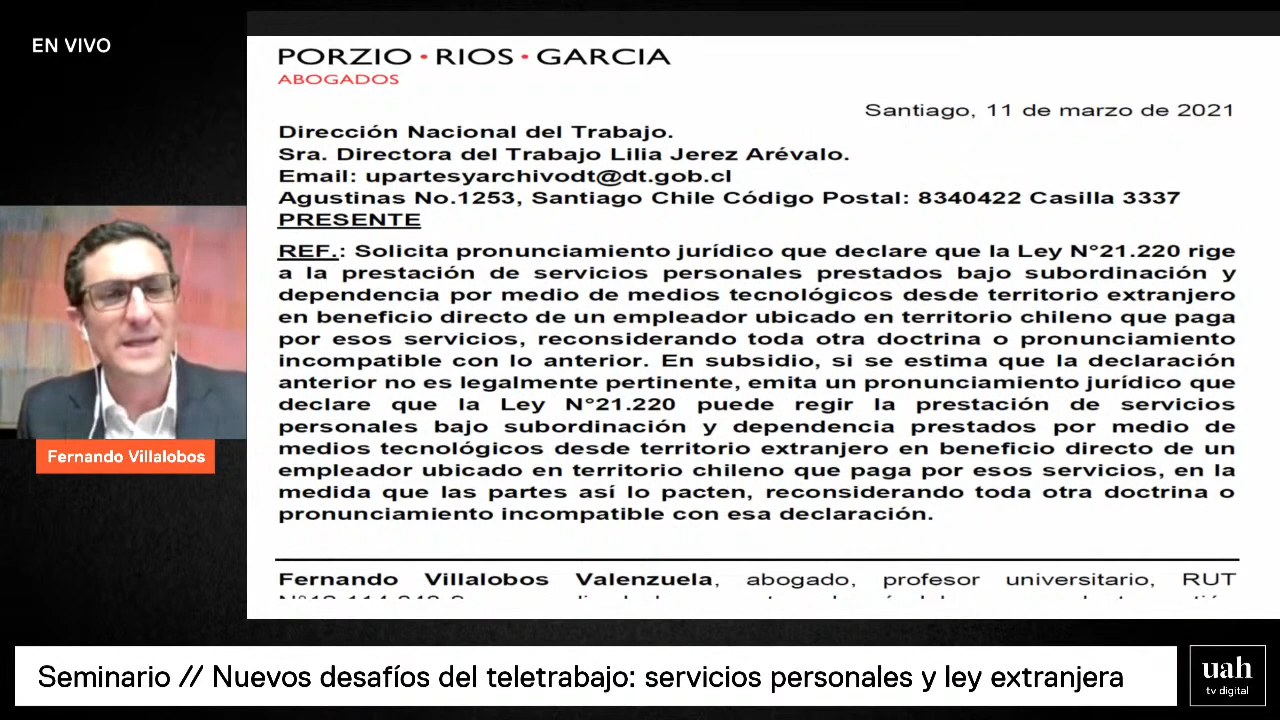 EN VIVO
PORZIO • RIOS • GARCIA
ABOGADOS
Santiago, 11 de marzo de 2021
Dirección Nacional del Trabajo.
Sra. Directora del Trabajo Lilia Jerez Arévalo.
Email: upartesyarchivodt@dt.gob.cl
Agustinas No.1253, Santiago Chile Código Postal: 8340422 Casilla 3337
PRESENTE
REF.: Solicita pronunciamiento jurídico que declare que la Ley N°21.220 rige
a la prestación de servicios personales prestados bajo subordinación y
dependencia por medio de medios tecnológicos desde territorio extranjero
en beneficio directo de un empleador ubicado en territorio chileno que paga
por esos servicios, reconsiderando toda otra doctrina o pronunciamiento
incompatible con lo anterior. En subsidio, si se estima que la declaración
anterior no es legalmente pertinente, emita un pronunciamiento jurídico que
declare que la Ley N°21.220 puede regir la prestación de servicios
personales bajo subordinación y dependencia prestados por medio de
medios tecnológicos desde territorio extranjero en beneficio directo de un
empleador ubicado en territorio chileno que paga por esos servicios, en la
medida que las partes así lo pacten, reconsiderando toda otra doctrina o
pronunciamiento incompatible con esa declaración.
Fernando Villalobos Valenzuela, abogado, profesor universitario, RUT
Fernando Villalobos
Seminario // Nuevos desafíos del teletrabajo: servicios personales y ley extranjera
uah
tv digital